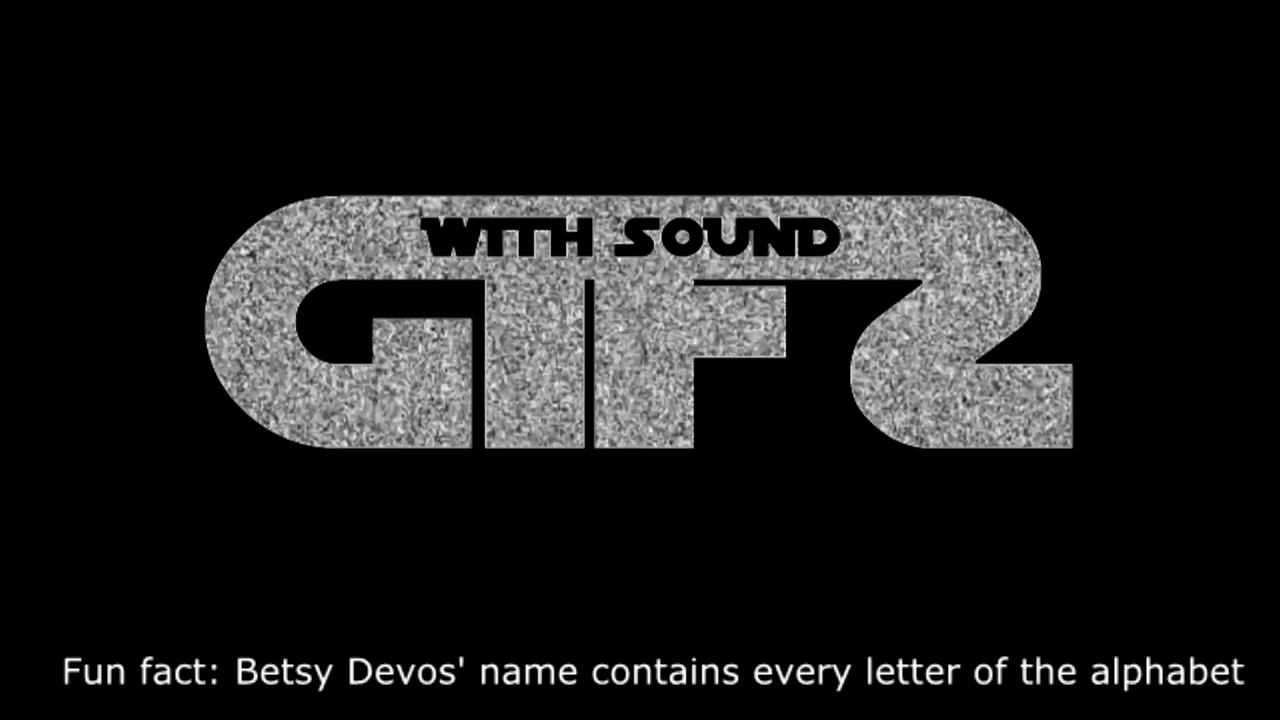 WITH SOUND
GIFS
Fun fact: Betsy Devos' name contains every letter of the alphabet